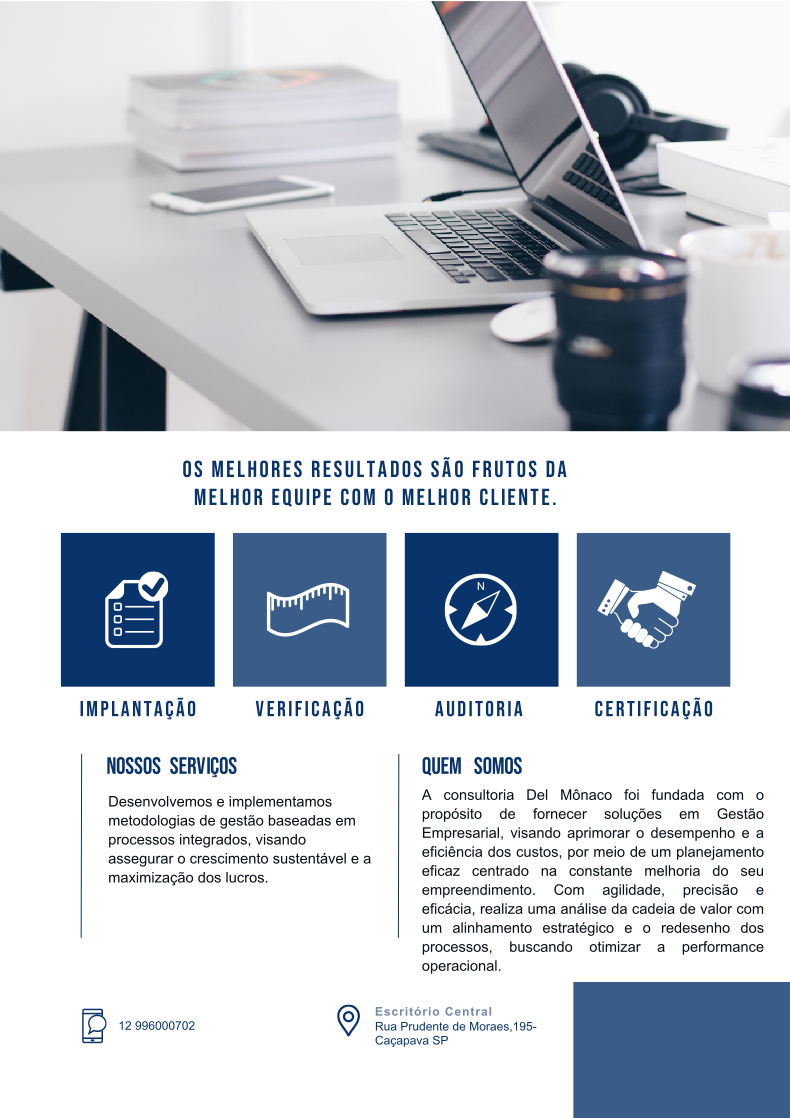 OS MELHORES RESULTADOS SÃO FRUTOS DA
MELHOR EQUIPE COM O MELHOR CLIENTE.
N
IMPLANTAÇÃO
VERIFICAÇÃO
AUDITORIA
CERTIFICAÇÃO
NOSSOS SERVIÇOS
Desenvolvemos e implementamos
metodologias de gestão baseadas em
processos integrados, visando
assegurar o crescimento sustentável e a
maximização dos lucros.
QUEM SOMOS
A consultoria Del Mônaco foi fundada com o
propósito de fornecer soluções em Gestão
Empresarial, visando aprimorar o desempenho e a
eficiência dos custos, por meio de um planejamento
eficaz centrado na constante melhoria do seu
empreendimento. Com agilidade, precisão e
eficácia, realiza uma análise da cadeia de valor com
um alinhamento estratégico e o redesenho dos
processos, buscando otimizar a performance
operacional.
12 996000702
Escritório Central
Rua Prudente de Moraes,195-
Caçapava SP